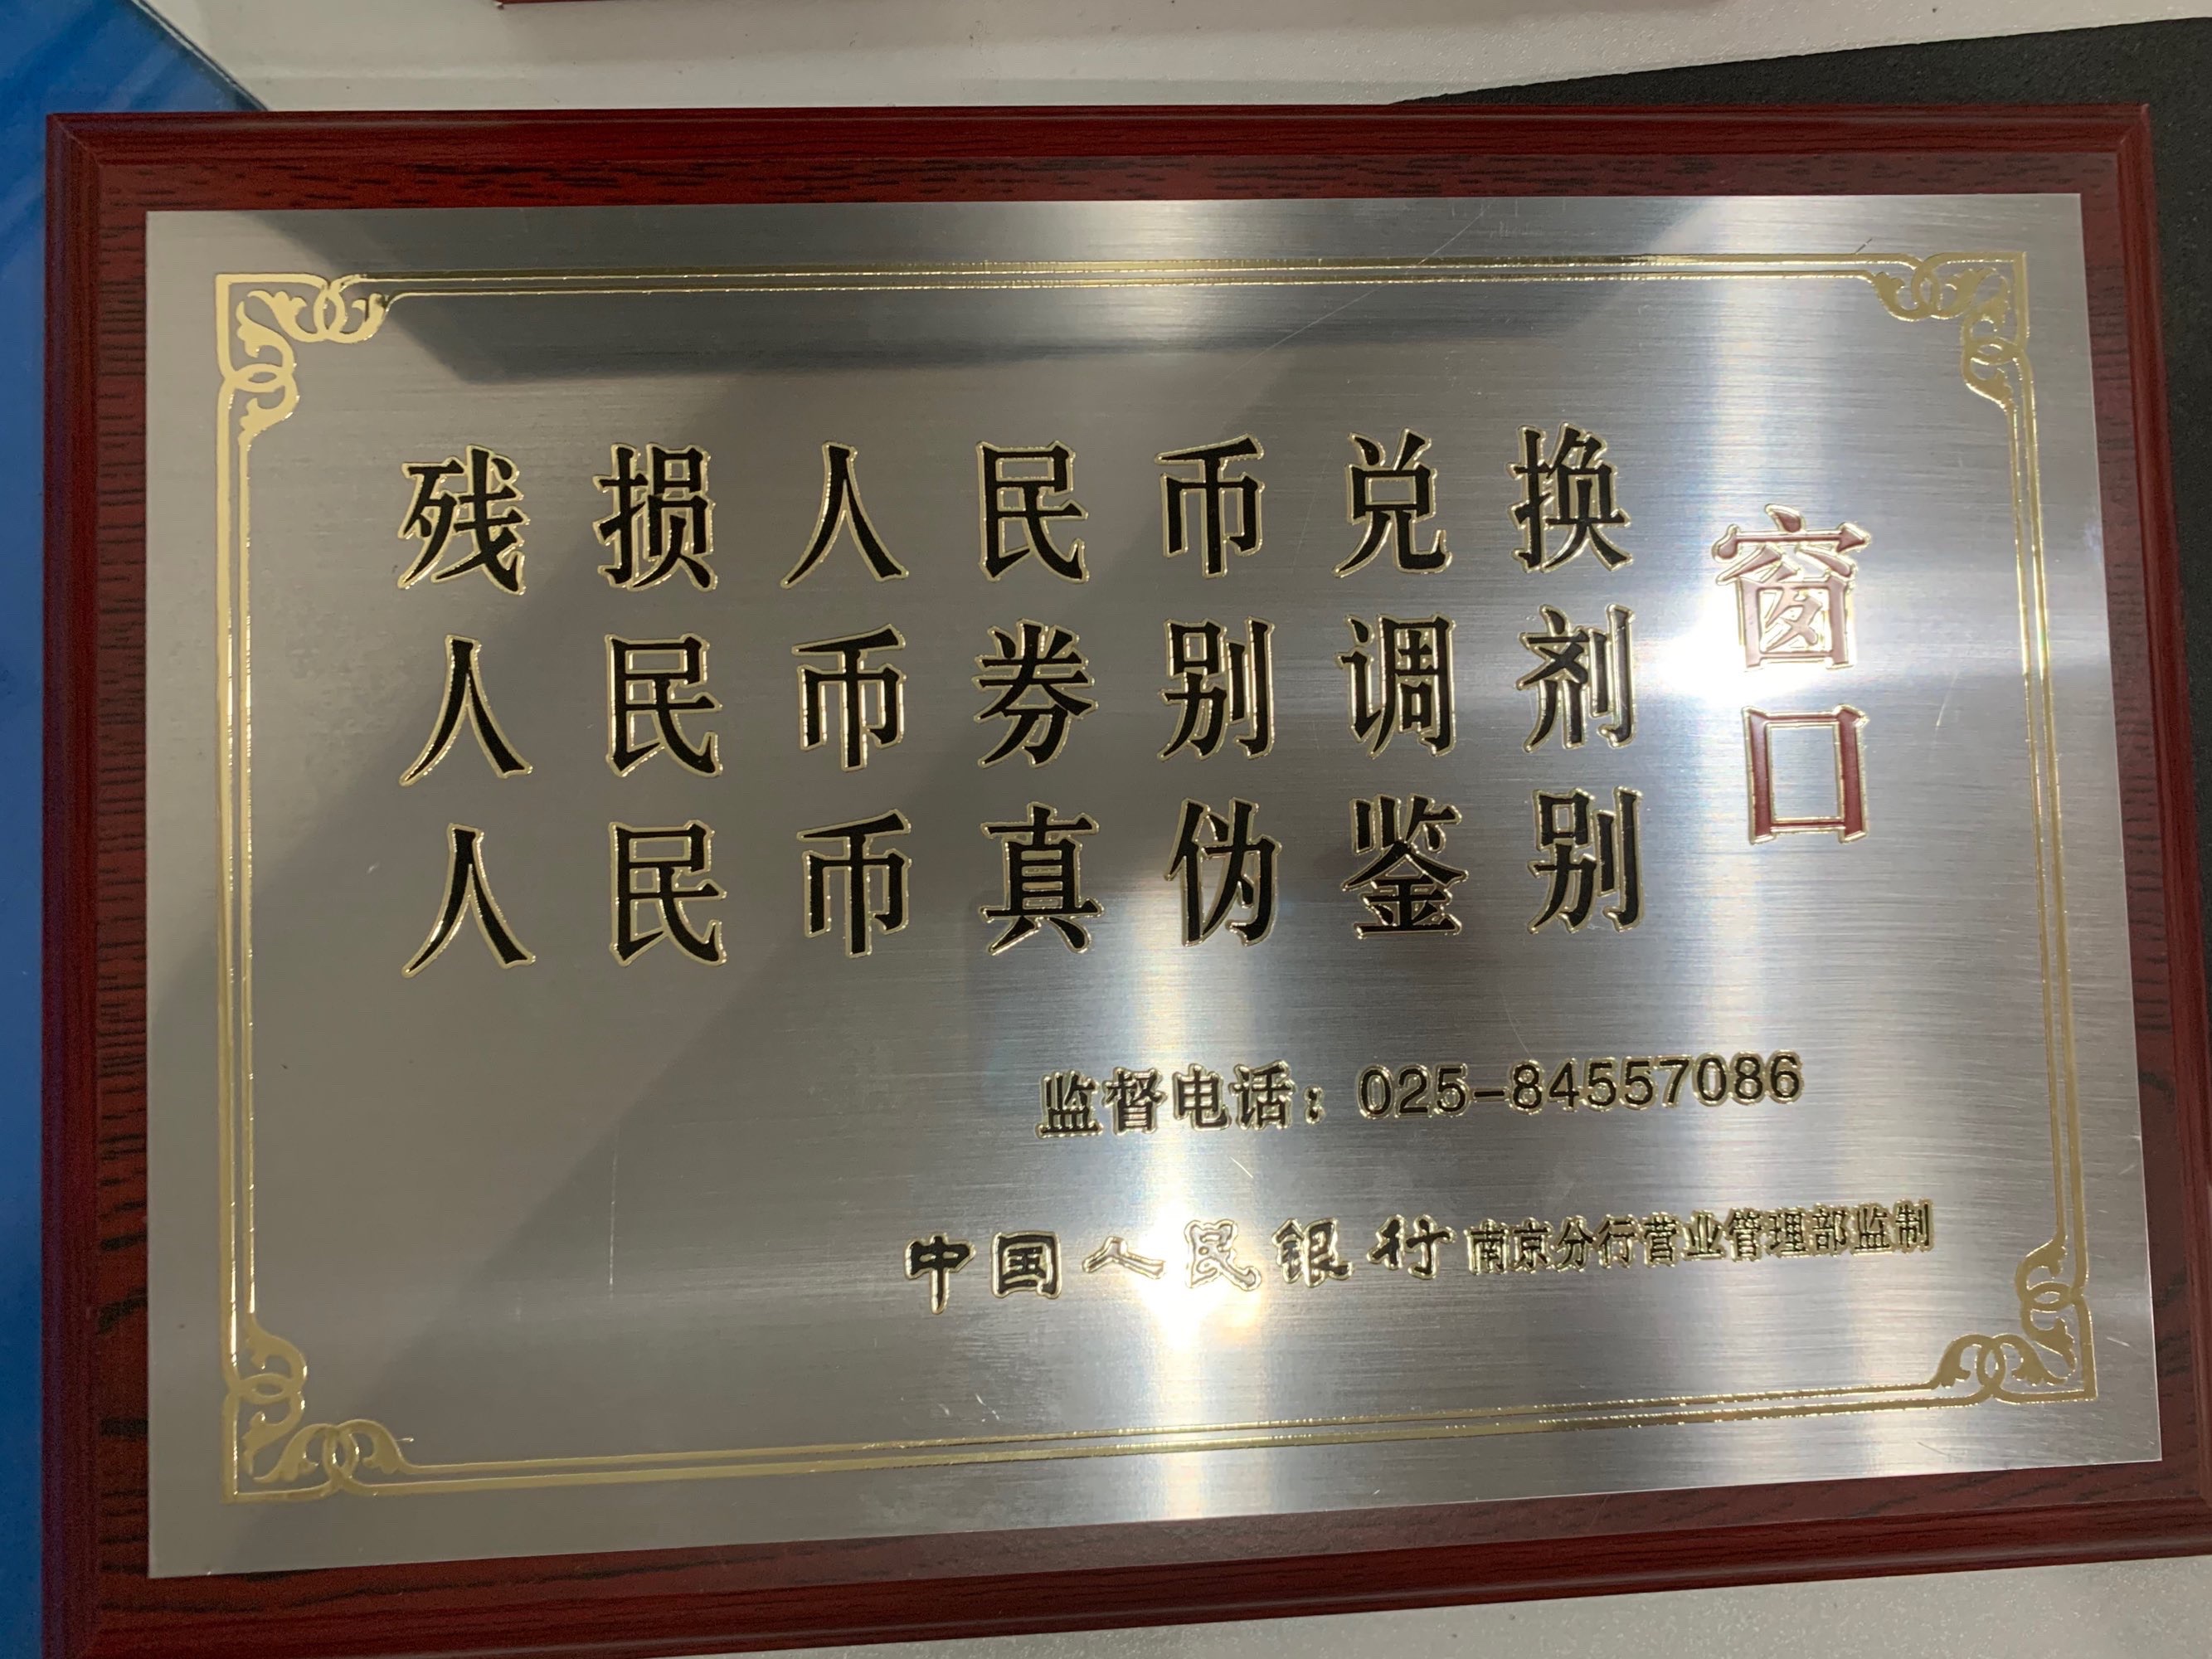 残损人民币兑换
人民币券别调剂
人民币真伪鉴别
窗口
监督电话：025-84557086
中国人民银行南京分行营业管理部监制